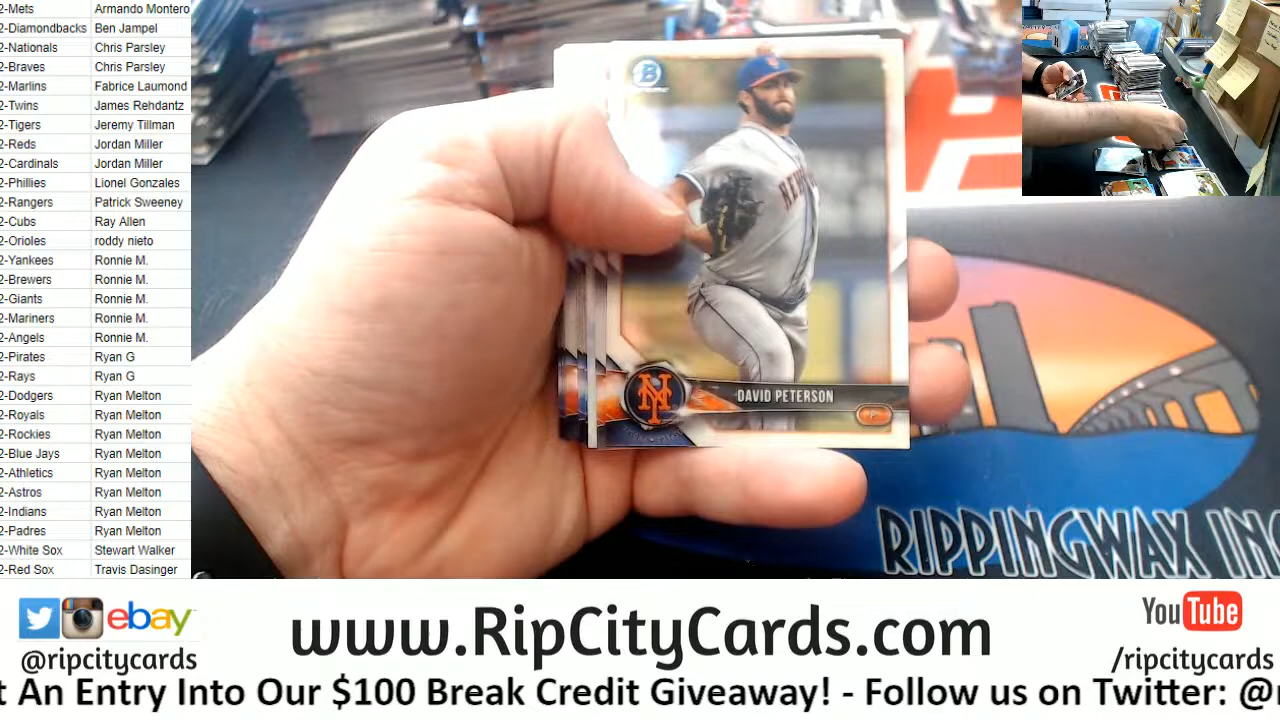 2-Mets Armando Montero
2-Diamondbacks Ben Jampel
2-Nationals Chris Parsley
2-Braves Chris Parsley
2-Marlins Fabrice Laumond
2-Twins James Rehdantz
2-Tigers Jeremy Tillman
2-Reds Jordan Miller
2-Cardinals Jordan Miller
2-Phillies Lionel Gonzales
2-Rangers Patrick Sweeney
2-Cubs Ray Allen
2-Orioles roddy nieto
2-Yankees Ronnie M.
2-Brewers Ronnie M.
2-Giants Ronnie M.
2-Mariners Ronnie M.
2-Angels Ronnie M.
2-Pirates Ryan G
2-Rays Ryan G
2-Dodgers Ryan Melton
2-Royals Ryan Melton
2-Rockies Ryan Melton
2-Blue Jays Ryan Melton
2-Athletics Ryan Melton
2-Astros Ryan Melton
2-Indians Ryan Melton
2-Padres Ryan Melton
2-White Sox Stewart Walker
2-Red Sox Travis Dasinger
B
NY
DAVID PETERSON
P
RIPPINGWAX IN
ebay
@ripcitycards
www.RipCityCards.com
YouTube
/ripcitycards
t An Entry Into Our $100 Break Credit Giveaway! - Follow us on Twitter: @